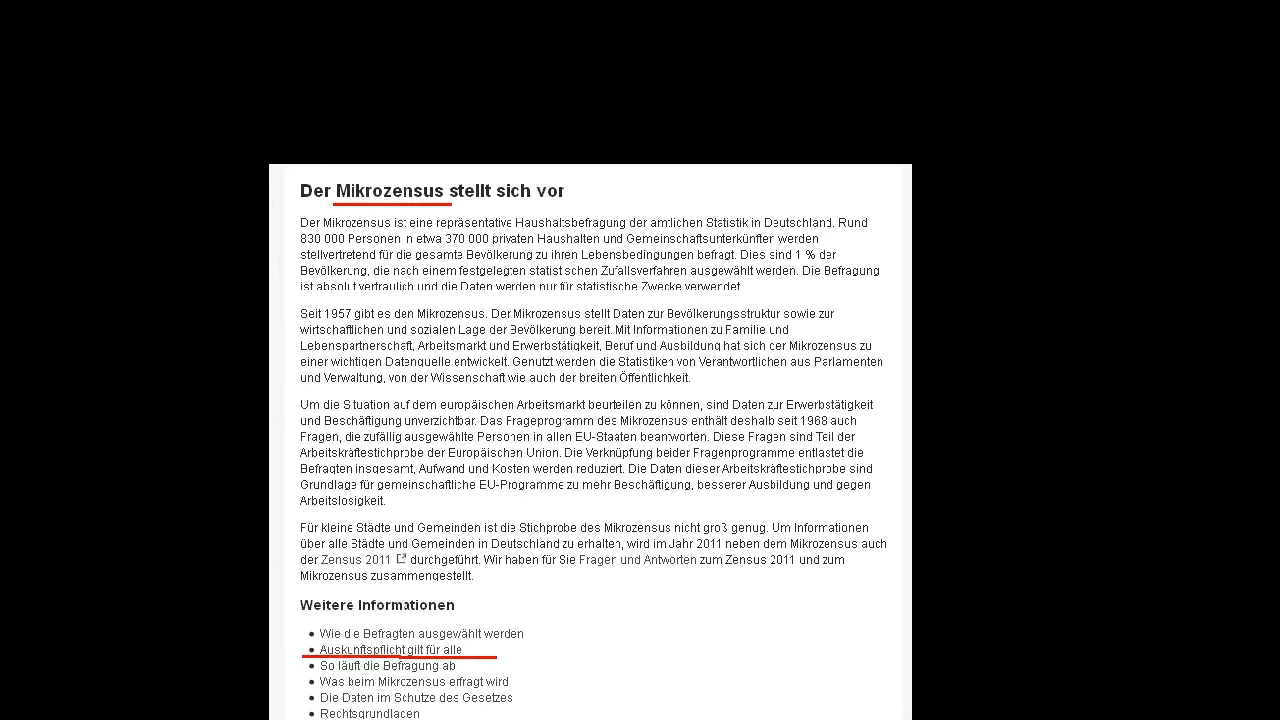 Der Mikrozensus stellt sich vor
Der Mikrozensus ist eine repräsentative Haushaltsbefragung der amtlichen Statistik in Deutschland. Rund
830 000 Personen in etwa 370 000 privaten Haushalten und Gemeinschaftsunterkünften werden
stellvertretend für die gesamte Bevölkerung zu ihren Lebensbedingungen befragt. Dies sind 1 % der
Bevölkerung, die nach einem festgelegten statistischen Zufallsverfahren ausgewählt werden. Die Befragung
ist absolut vertraulich und die Daten werden nur für statistische Zwecke verwendet.
Seit 1957 gibt es den Mikrozensus. Der Mikrozensus stellt Daten zur Bevölkerungsstruktur sowie zur
wirtschaftlichen und sozialen Lage der Bevölkerung bereit. Mit Informationen zu Familie und
Lebenspartnerschaft, Arbeitsmarkt und Erwerbstätigkeit, Beruf und Ausbildung hat sich der Mikrozensus zu
einer wichtigen Datenquelle entwickelt. Genutzt werden die Statistiken von Verantwortlichen aus Parlamenten
und Verwaltung, von der Wissenschaft wie auch der breiten Öffentlichkeit.
Um die Situation auf dem europäischen Arbeitsmarkt beurteilen zu können, sind Daten zur Erwerbstätigkeit
und Beschäftigung unverzichtbar. Das Frageprogramm des Mikrozensus enthält deshalb seit 1968 auch
Fragen, die zufällig ausgewählte Personen in allen EU-Staaten beantworten. Diese Fragen sind Teil der
Arbeitskräftestichprobe der Europäischen Union. Die Verknüpfung beider Fragenprogramme entlastet die
Befragten insgesamt, Aufwand und Kosten werden reduziert. Die Daten dieser Arbeitskräftestichprobe sind
Grundlage für gemeinschaftliche EU-Programme zu mehr Beschäftigung, besserer Ausbildung und gegen
Arbeitslosigkeit.
Für kleine Städte und Gemeinden ist die Stichprobe des Mikrozensus nicht groß genug. Um Informationen
über alle Städte und Gemeinden in Deutschland zu erhalten, wird im Jahr 2011 neben dem Mikrozensus auch
der Zensus 2011 durchgeführt. Wir haben für Sie Fragen und Antworten zum Zensus 2011 und zum
Mikrozensus zusammengestellt.
Weitere Informationen
• Wie die Befragten ausgewählt werden
• Auskunftspflicht gilt für alle
• So läuft die Befragung ab
• Was beim Mikrozensus erfragt wird
• Die Daten im Schutze des Gesetzes
• Rechtsgrundlagen